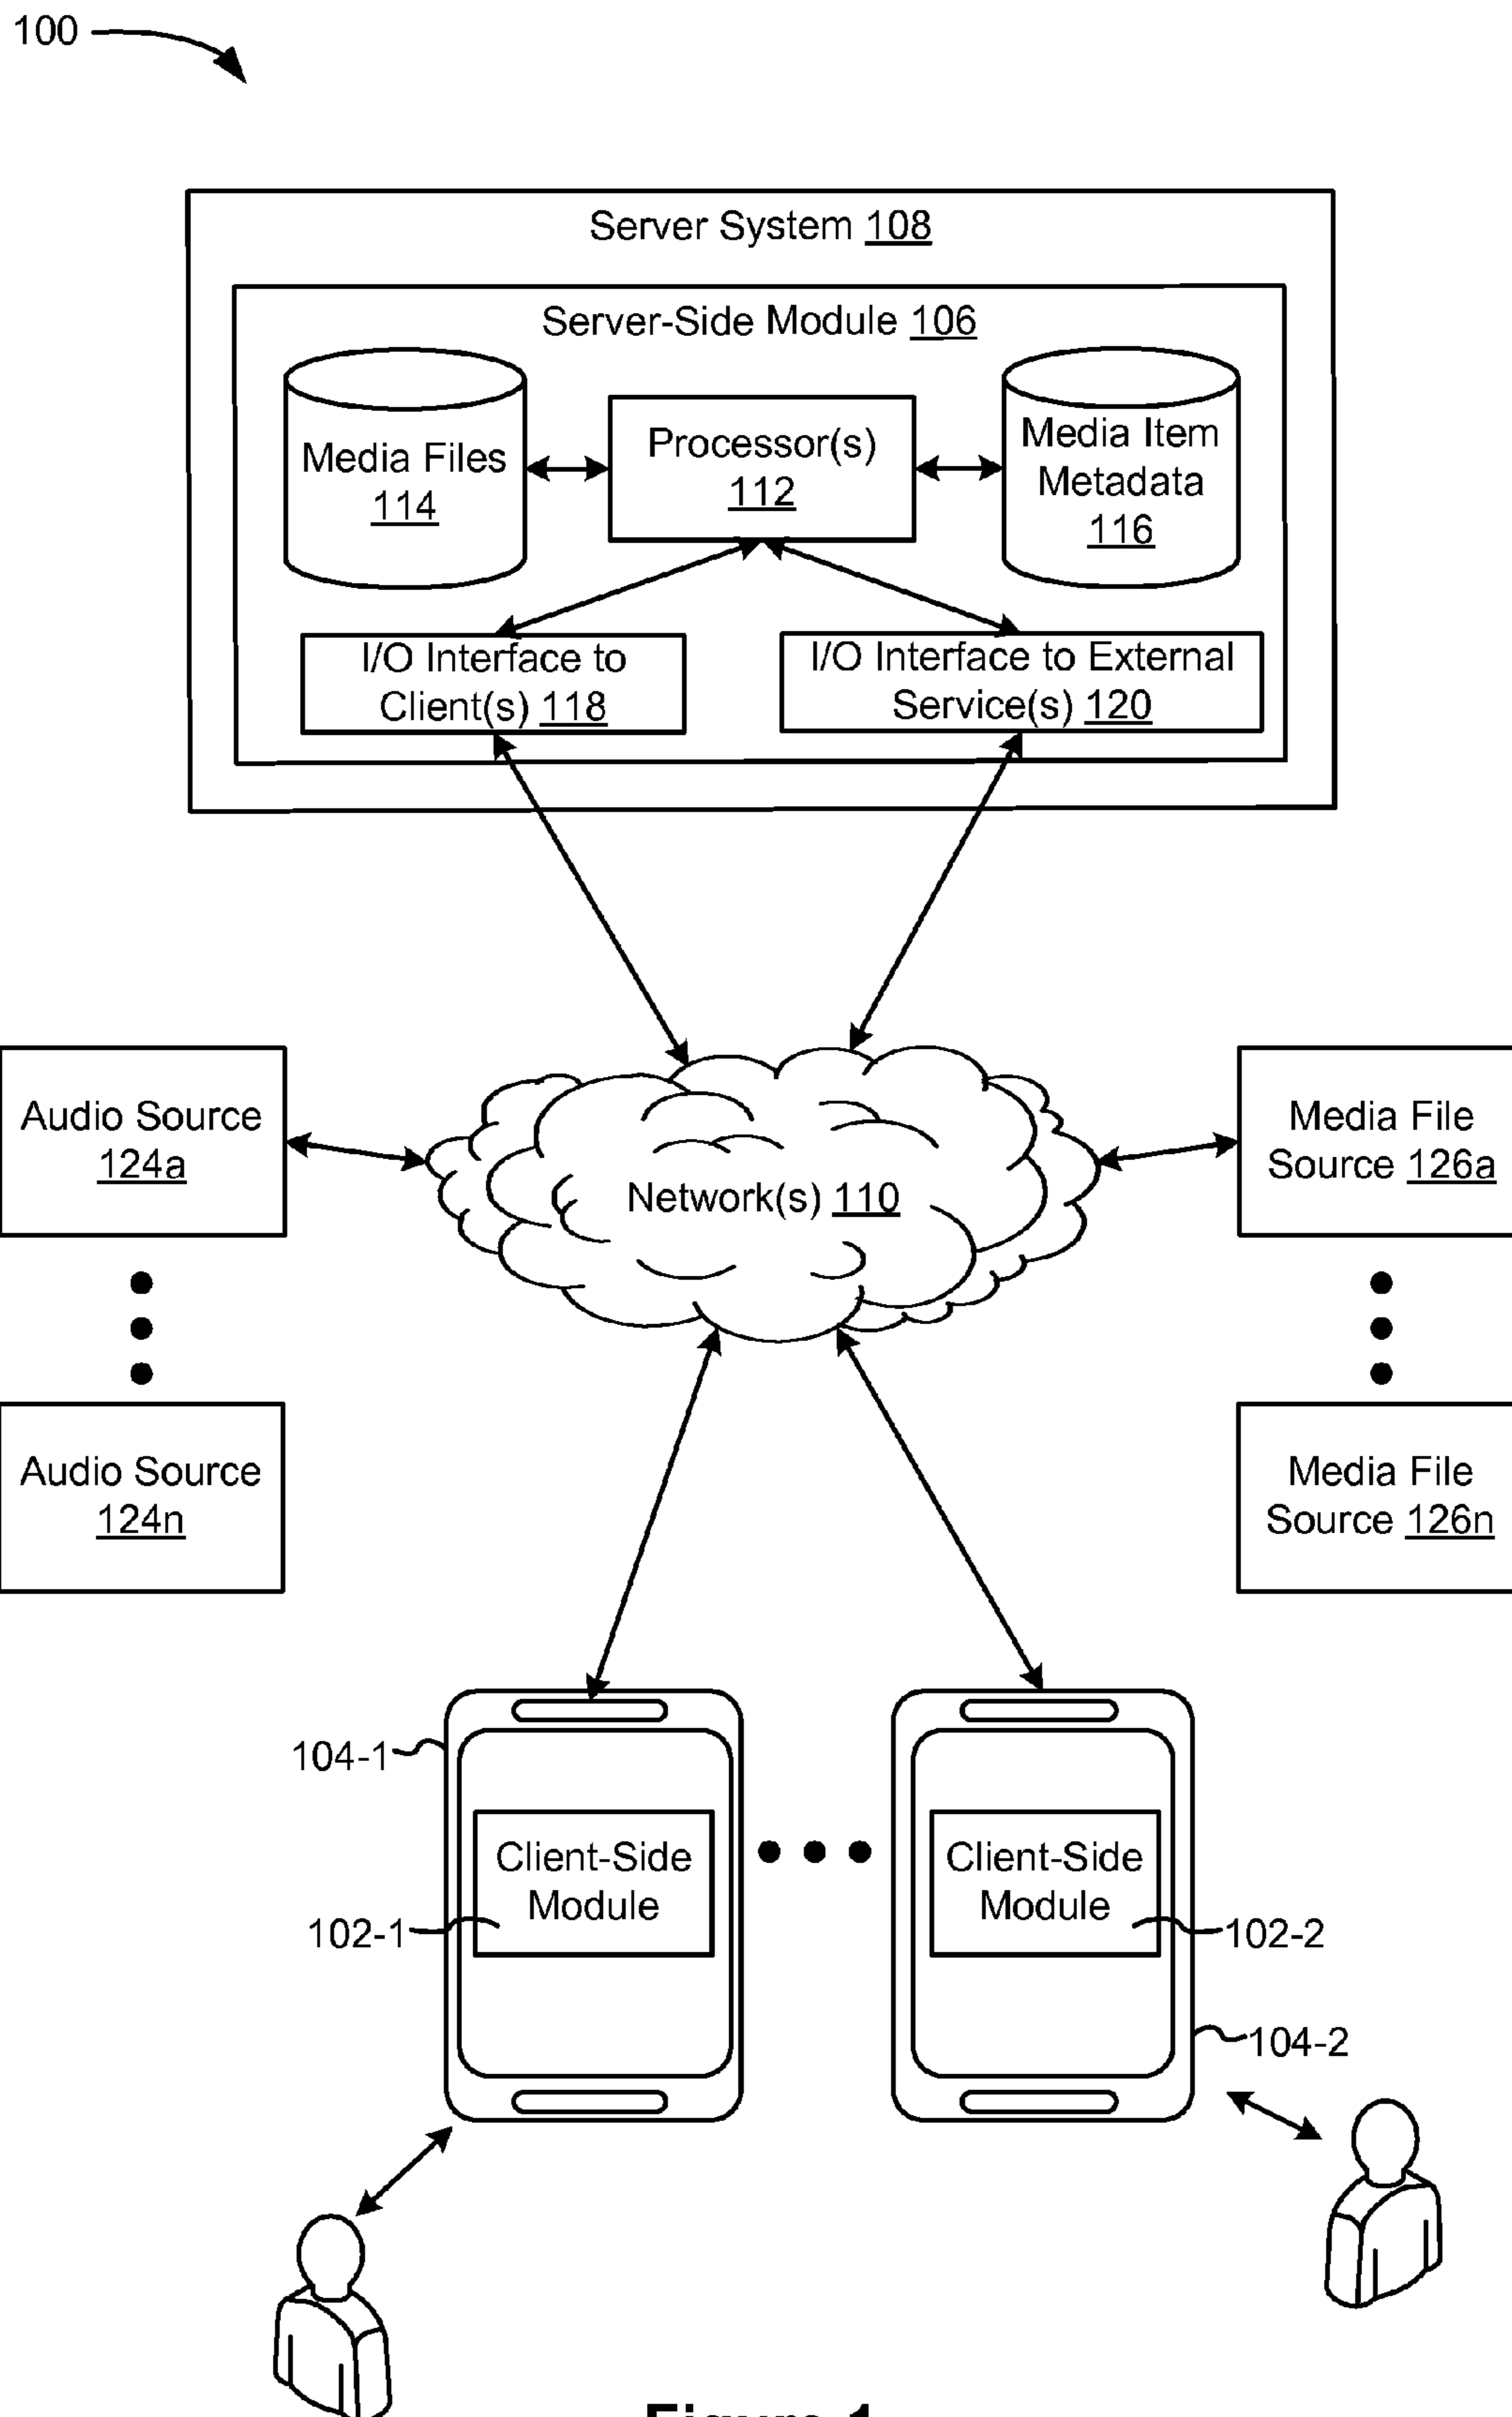 100
Server System 108
Server-Side Module 106
Media Files
114
Processor(s)
112
Media Item
Metadata
116
I/O Interface to
Client(s) 118
I/O Interface to External
Service(s) 120
Audio Source
124a
Network(s) 110
Media File
Source 126a
Audio Source
124n
Media File
Source 126n
104-1
Client-Side
Module
102-1
Client-Side
Module
102-2
104-2
Figure 1